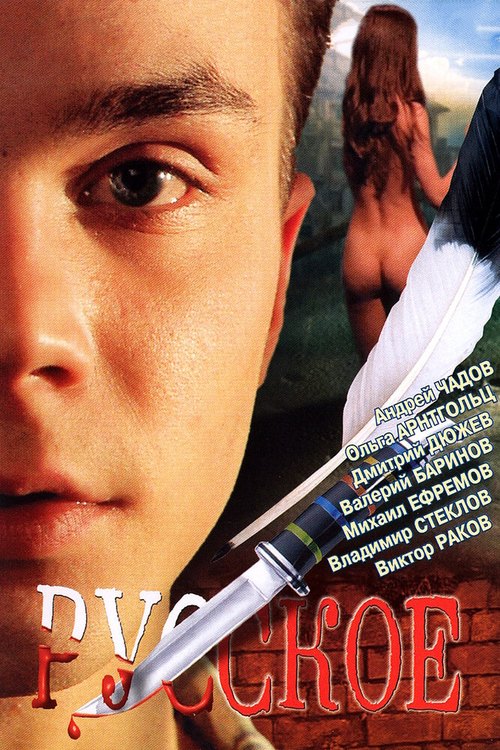 Андрей ЧАДОВ
Ольга АРНТГОЛЬЦ
Дмитрий ДЮЖЕВ
Валерий БАРИНОВ
Михаил ЕФРЕМОВ
Владимир СТЕКЛОВ
Виктор РАКОВ
РУССКОЕ